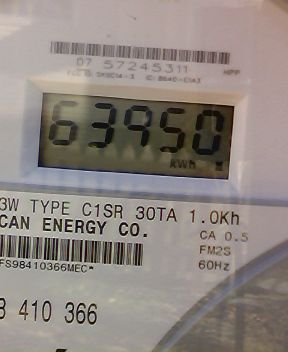 07 57245311
63950
kWh
3W TYPE C1SR 30TA 1.0Kh
CAN ENERGY CO.
CA 0.5
FM2S
60Hz
FS98410366MEC*
410 366